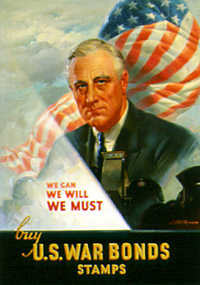 WE CAN
WE WILL
WE MUST
buy
U.S. WAR BONDS
STAMPS